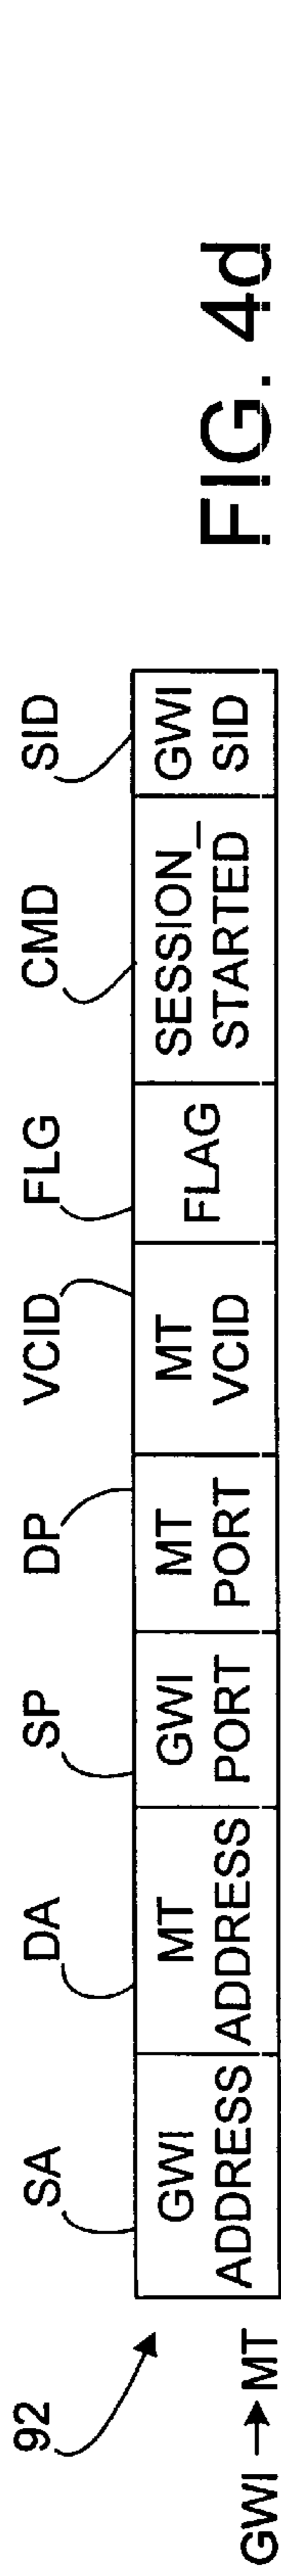 92
SA
DA
SP
DP
VCID
FLG
CMD
SID
GWI
ADDRESS
MT
ADDRESS
GWI
PORT
MT
PORT
MT
VCID
FLAG
SESSION_
STARTED
GWI
SID
GWI → MT
FIG. 4d